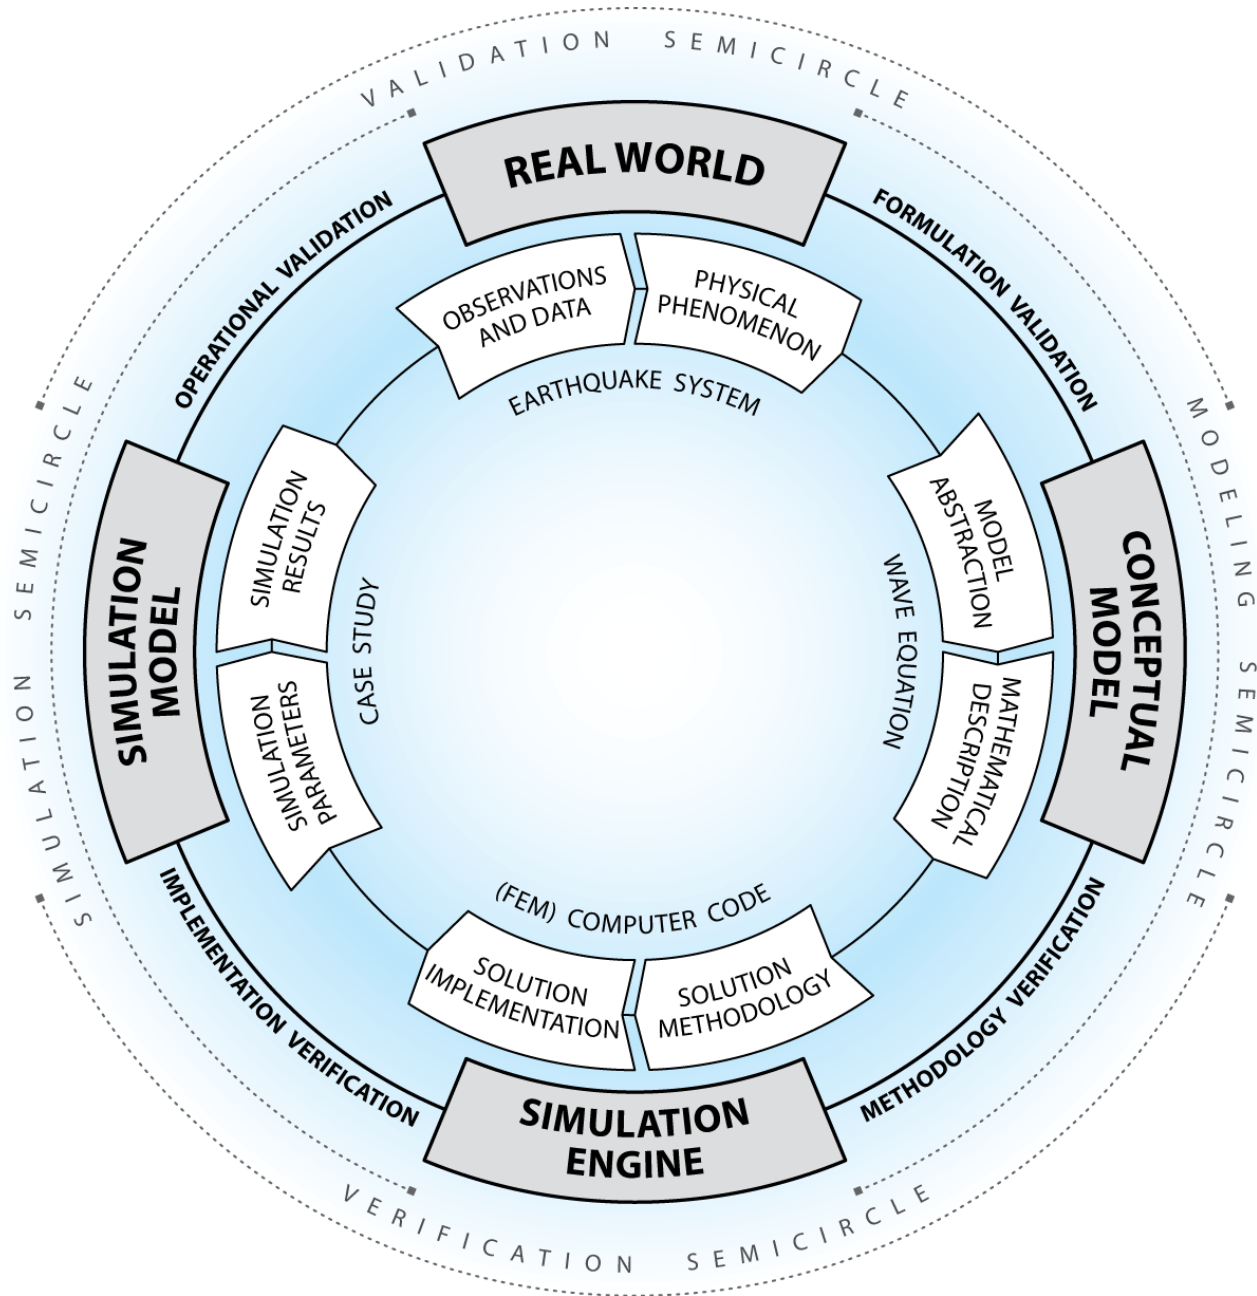 VALIDATION SEMICIRCLE
REAL WORLD
OPERATIONAL VALIDATION
FORMULATION VALIDATION
OBSERVATIONS
AND DATA
PHYSICAL
PHENOMENON
EARTHQUAKE SYSTEM
SIMULATION SEMICIRCLE
MODELING SEMICIRCLE
SIMULATION
MODEL
SIMULATION
RESULTS
SIMULATION
PARAMETERS
CASE STUDY
WAVE EQUATION
MODEL
ABSTRACTION
MATHEMATICAL
DESCRIPTION
CONCEPTUAL
MODEL
(FEM) COMPUTER CODE
SOLUTION
IMPLEMENTATION
SOLUTION
METHODOLOGY
IMPLEMENTATION VERIFICATION
METHODOLOGY VERIFICATION
SIMULATION
ENGINE
VERIFICATION SEMICIRCLE